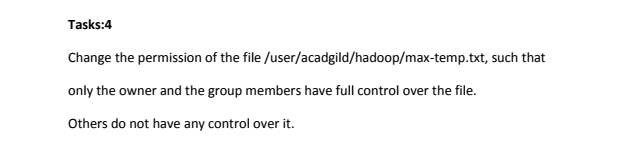 Tasks:4
Change the permission of the file /user/acadgild/hadoop/max-temp.txt, such that
only the owner and the group members have full control over the file.
Others do not have any control over it.